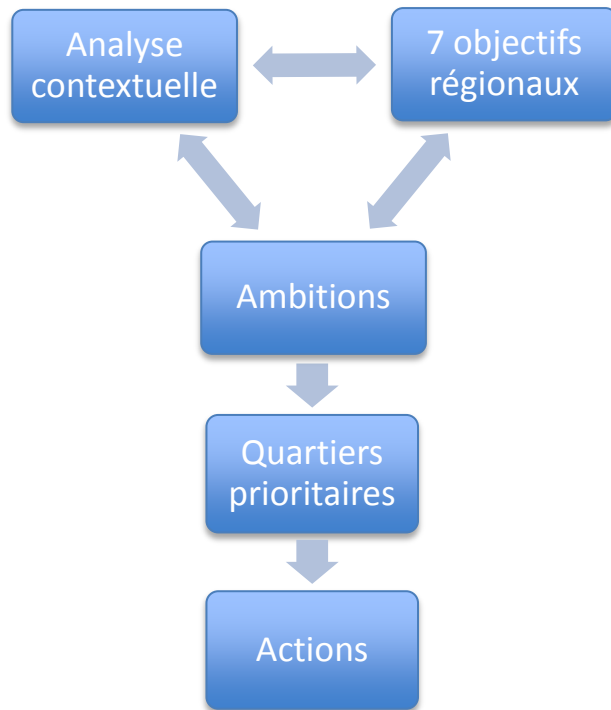 Analyse
contextuelle
7 objectifs
régionaux
Ambitions
Quartiers
prioritaires
Actions